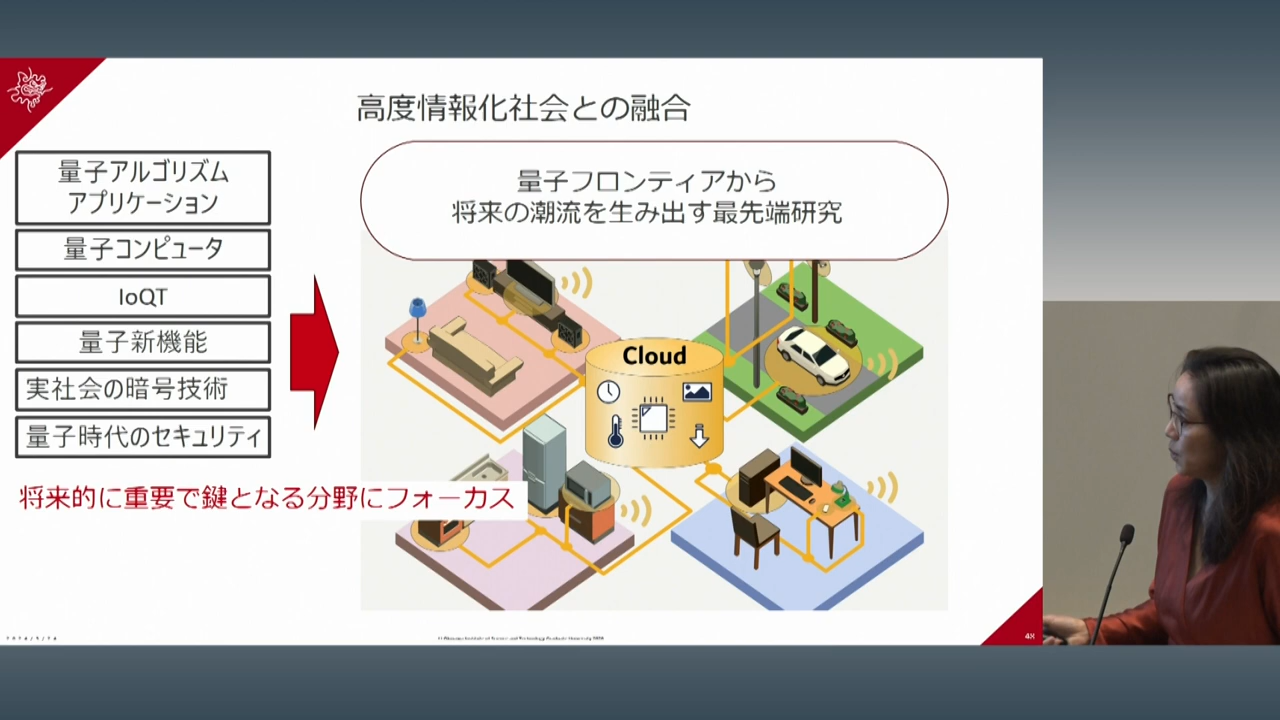 高度情報化社会との融合
量子フロンティアから
将来の潮流を生み出す最先端研究
量子アルゴリズム
アプリケーション
量子コンピュータ
IoQT
量子新機能
実社会の暗号技術
量子時代のセキュリティ
Cloud
将来的に重要で鍵となる分野にフォーカス